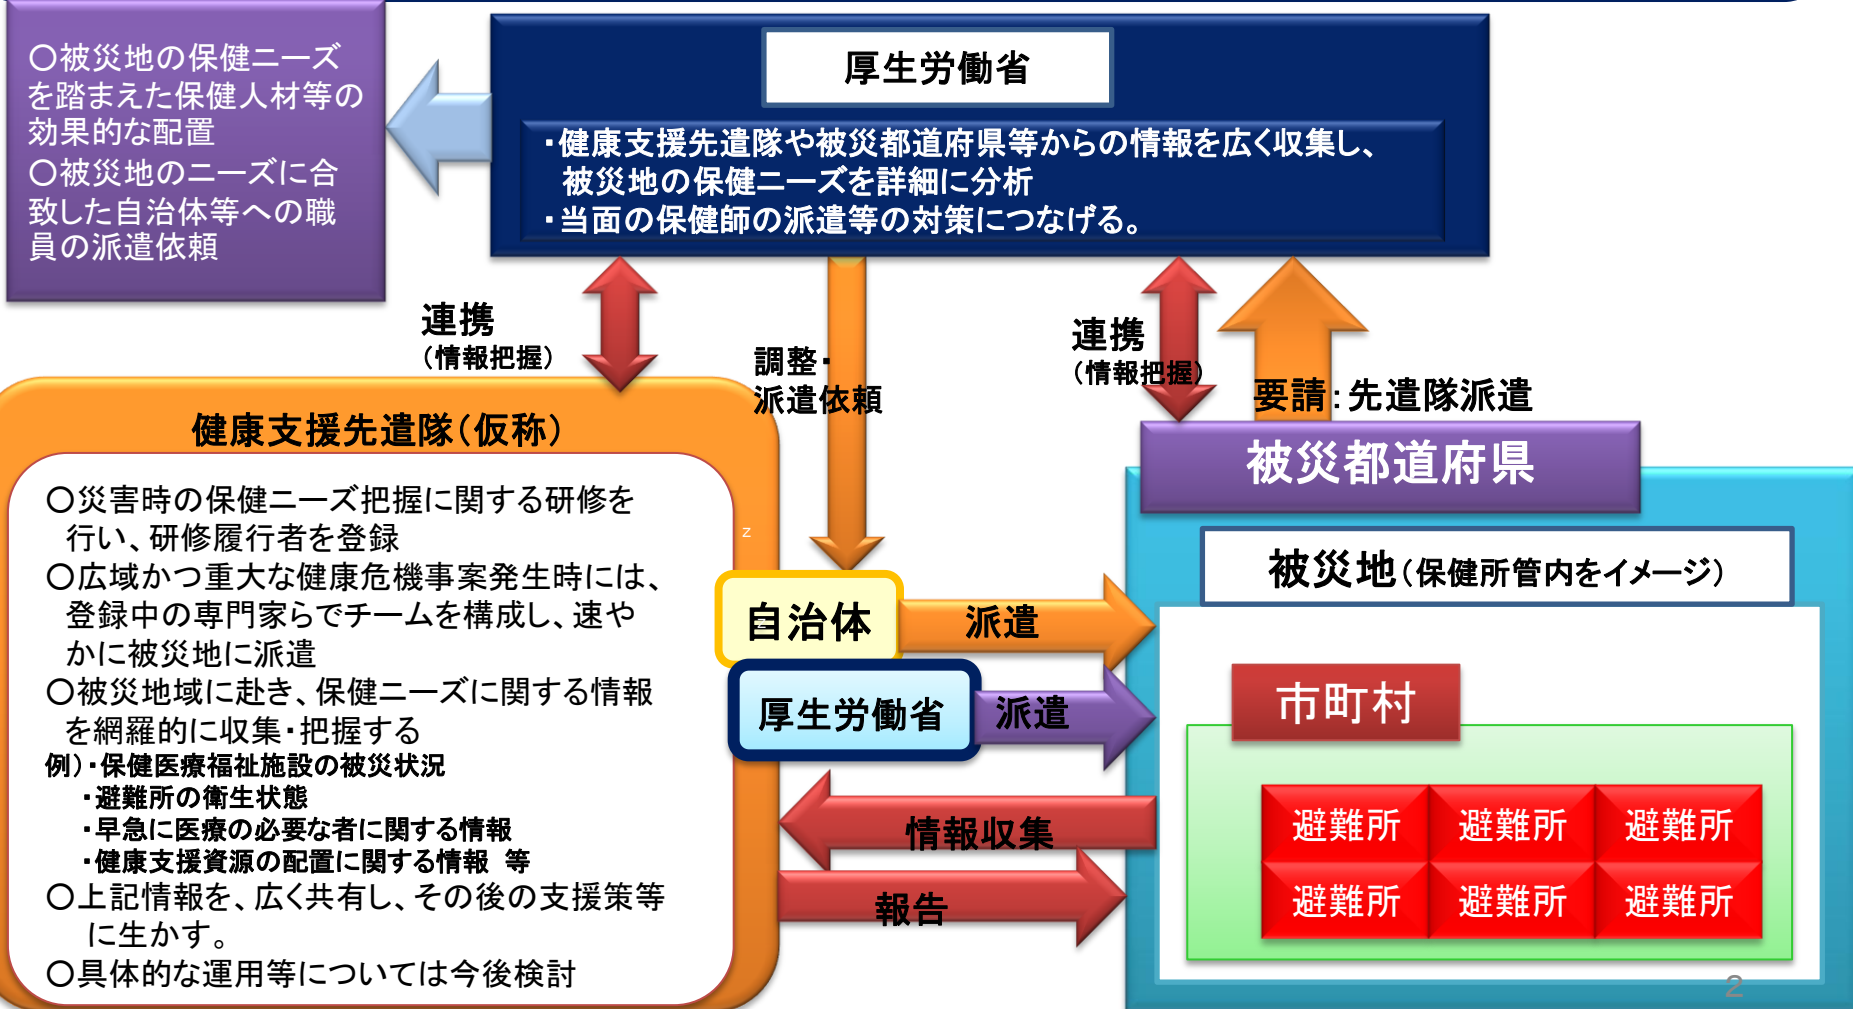 〇被災地の保健ニーズ
を踏まえた保健人材等の
効果的な配置
〇被災地のニーズに合
致した自治体等への職
員の派遣依頼
厚生労働省
・健康支援先遣隊や被災都道府県等からの情報を広く収集し、
被災地の保健ニーズを詳細に分析
・当面の保健師の派遣等の対策につなげる。
連携
（情報把握）
調整・
派遣依頼
連携
（情報把握）
要請：先遣隊派遣
健康支援先遣隊（仮称）
〇災害時の保健ニーズ把握に関する研修を
行い、研修履行者を登録
〇広域かつ重大な健康危機事案発生時には、
登録中の専門家らでチームを構成し、速や
かに被災地に派遣
〇被災地域に赴き、保健ニーズに関する情報
を網羅的に収集・把握する
例）・保健医療福祉施設の被災状況
・避難所の衛生状態
・早急に医療の必要な者に関する情報
・健康支援資源の配置に関する情報 等
〇上記情報を、広く共有し、その後の支援策等
に生かす。
〇具体的な運用等については今後検討
z
自治体
z
派遣
厚生労働省
派遣
情報収集
報告
被災都道府県
被災地（保健所管内をイメージ）
市町村
避難所 避難所 避難所
避難所 避難所 避難所
2